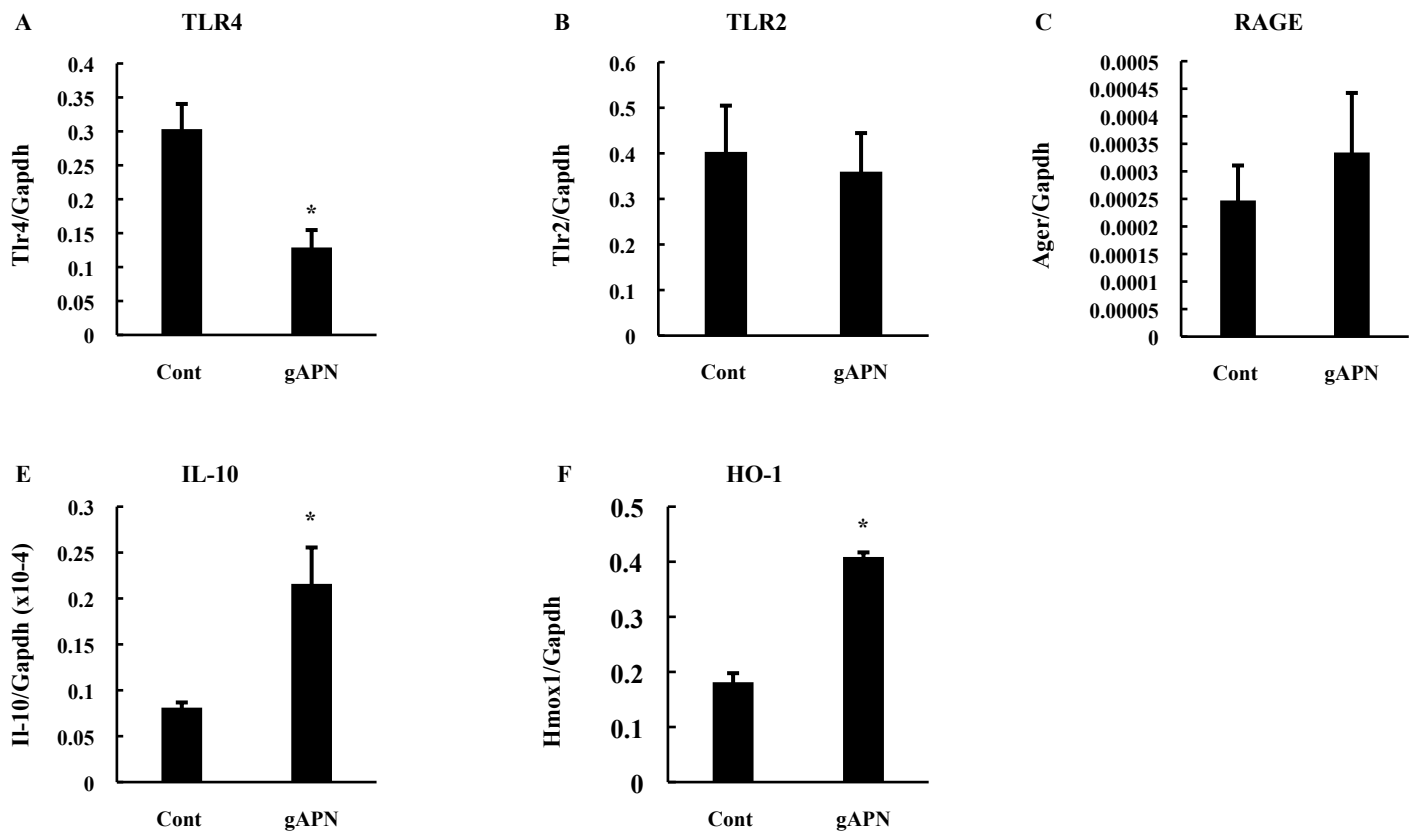 A TLR4
Tlr4/Gapdh
0.4
0.35
0.3
0.25
0.2
0.15
0.1
0.05
0
*
Cont gAPN
B TLR2
Tlr2/Gapdh
0.6
0.5
0.4
0.3
0.2
0.1
0
Cont gAPN
C RAGE
Ager/Gapdh
0.0005
0.00045
0.0004
0.00035
0.0003
0.00025
0.0002
0.00015
0.0001
0.00005
0
Cont gAPN
E IL-10
Il-10/Gapdh (x10-4)
0.3
0.25
0.2
0.15
0.1
0.05
0
*
Cont gAPN
F HO-1
Hmox1/Gapdh
0.5
0.4
0.3
0.2
0.1
0
*
Cont gAPN